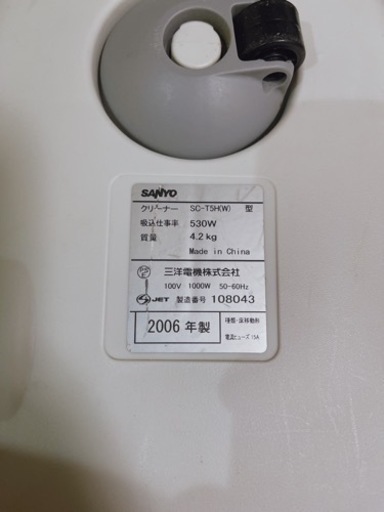 SANYO
クリーナー SC-T5H(W) 型
吸込仕事率 530W
質量 4.2 kg
Made in China
三洋電機株式会社
100V 1000W 50-60Hz
JET 製造番号 108043
2006 年製
電流ヒューズ 15A